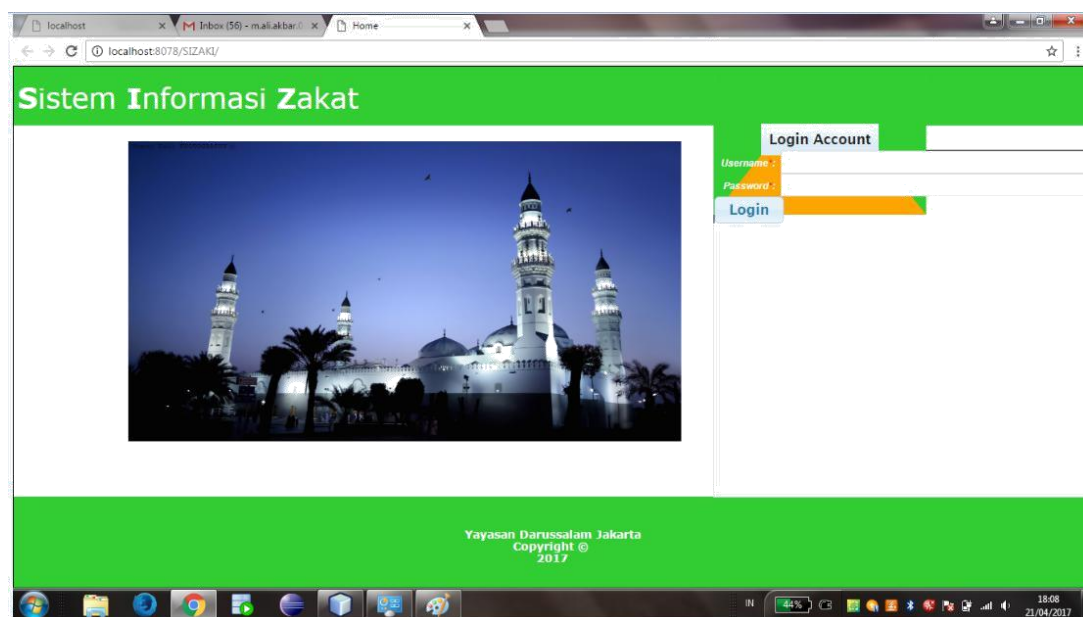 localhost
Inbox (56) - m.ali.akbar.
Home
localhost:8078/SIZAKI/
Sistem Informasi Zakat
Login Account
Username * :
Password * :
Login
Yayasan Darussalam Jakarta
Copyright ©
2017
IN
44%
18:08
21/04/2017